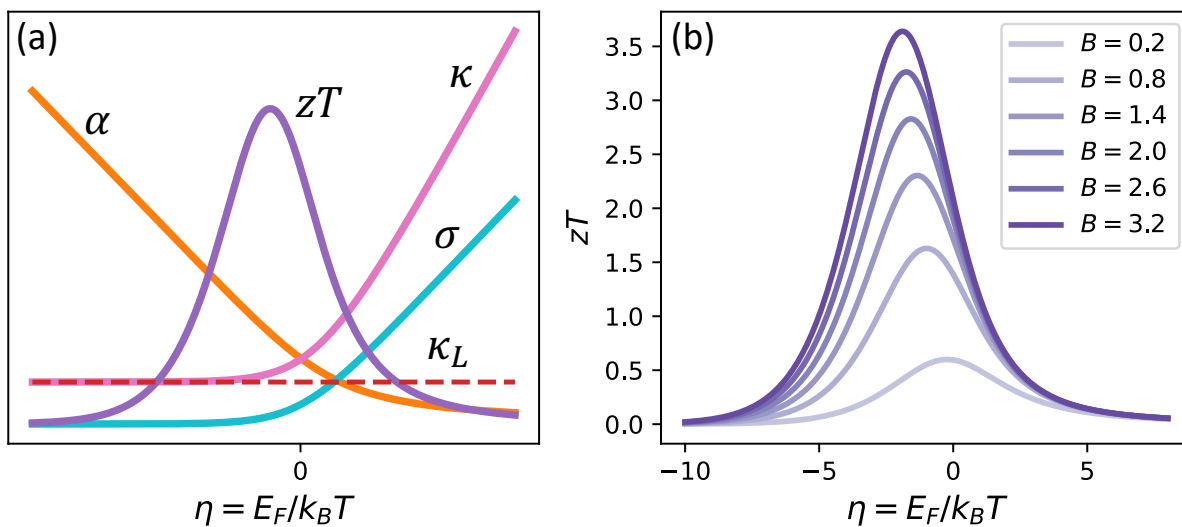 (a)
α
zT
κ
σ
κ_L
0
η = E_F/k_BT
(b)
3.5
3.0
2.5
2.0
1.5
1.0
0.5
0.0
zT
B = 0.2
B = 0.8
B = 1.4
B = 2.0
B = 2.6
B = 3.2
−10
−5
0
5
η = E_F/k_BT